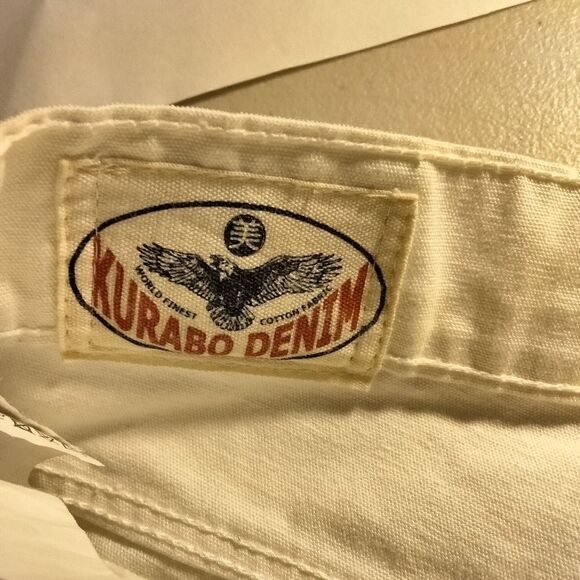 美
WORLD FINEST COTTON FABRIC
KURABO DENIM